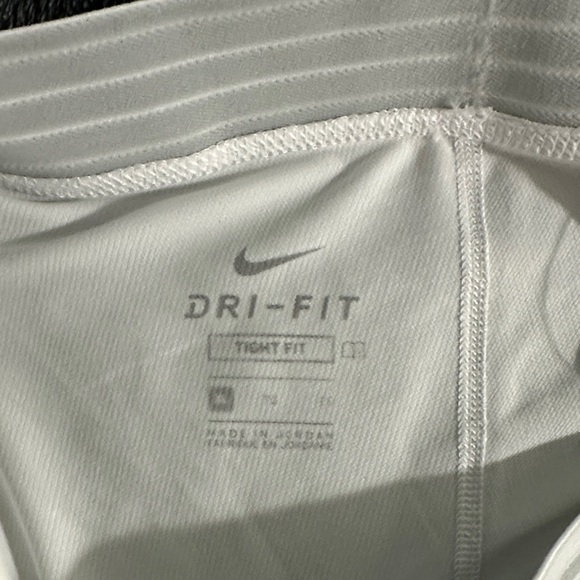 DRI-FIT
TIGHT FIT
MADE IN JORDAN
FABRIQUÉ EN JORDANIE